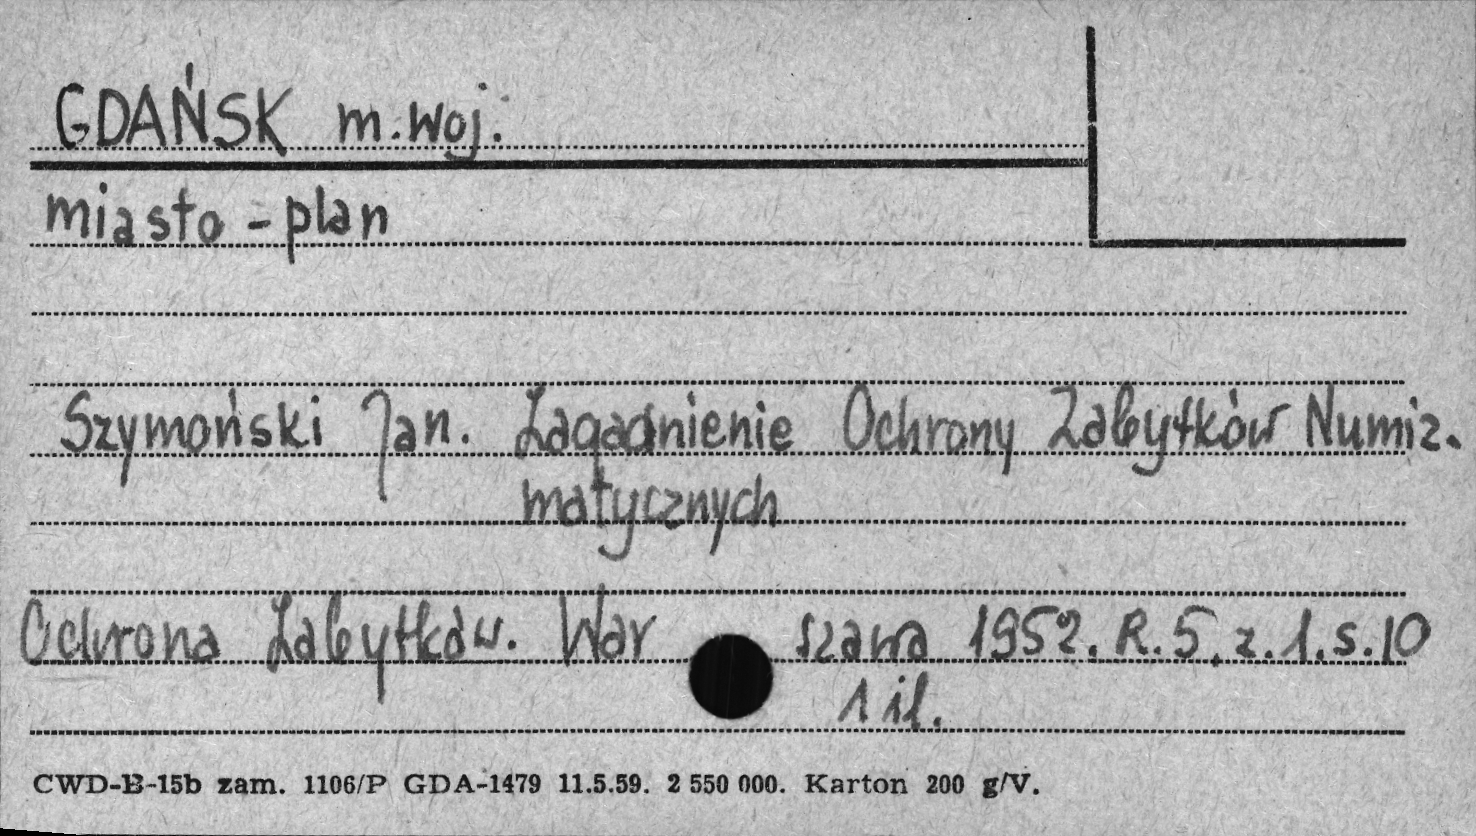 GDAŃSK m. woj.
miasto - plan
Szymoński Jan. Zagadnienie Ochrony Zabytków Numiz.
matycznych
Ochrona Zabytków. War szawa 1952. R. 5, z. 1. s. 10
1 il.
CWD-B-15b zam. 1106/P GDA-1479 11.5.59. 2 550 000. Karton 200 g/V.